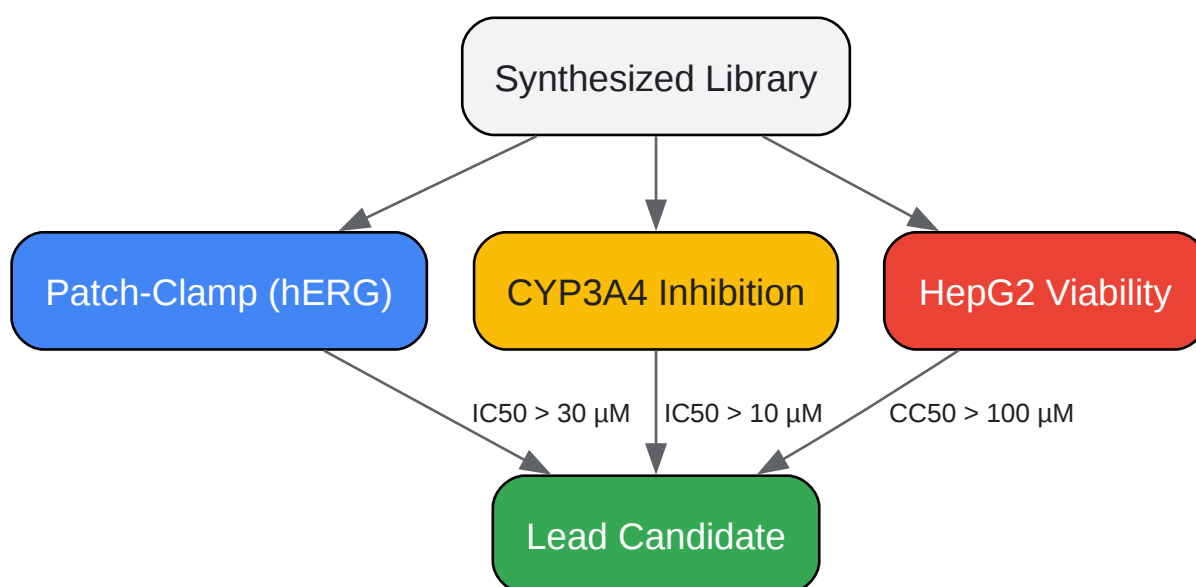 Synthesized Library
Patch-Clamp (hERG)
CYP3A4 Inhibition
HepG2 Viability
IC50 > 30 µM
IC50 > 10 µM
CC50 > 100 µM
Lead Candidate